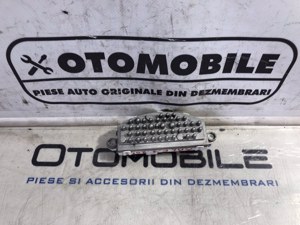 OTOMOBILE
PIESE AUTO ORIGINALE DIN DEZMEMBRARI
OTOMOBILE
PIESE SI ACCESORII DIN DEZMEMBRARI